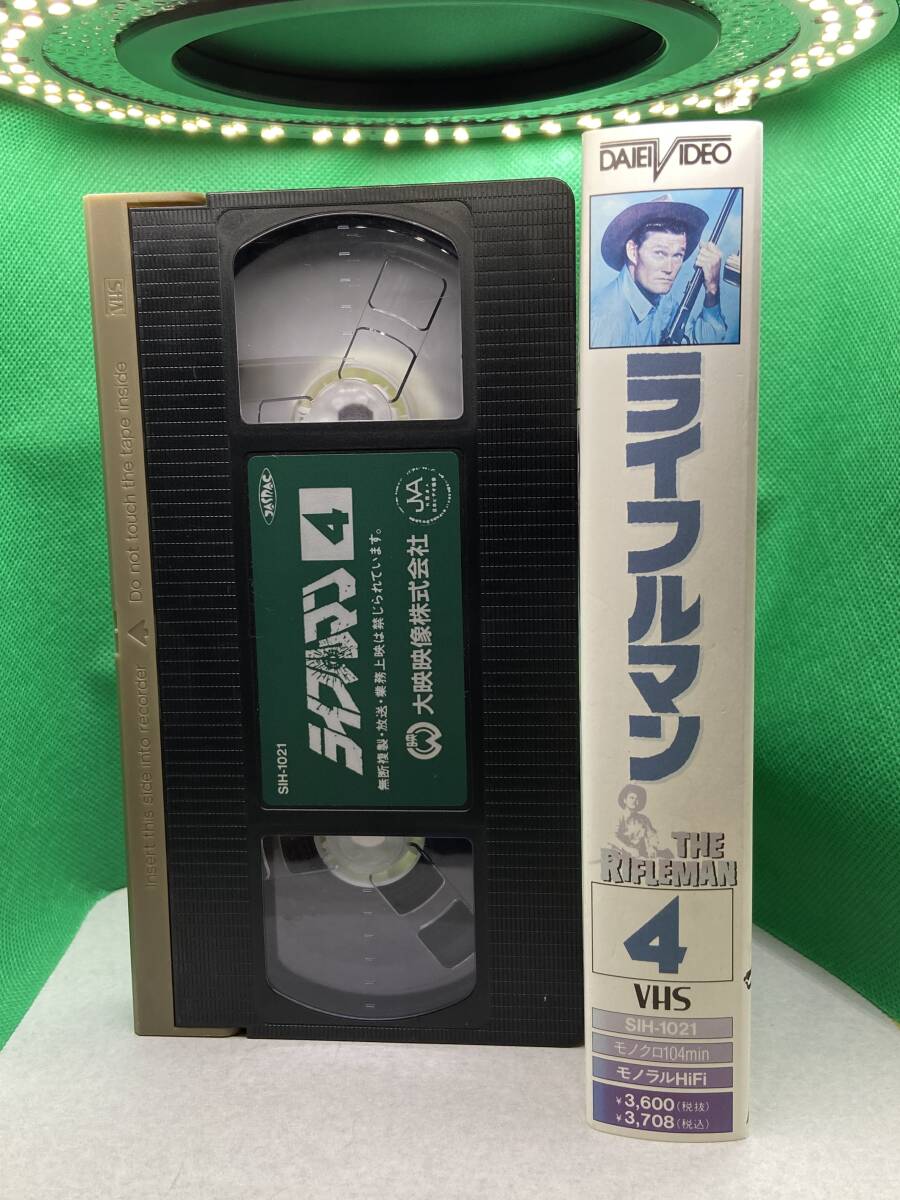 VHS
Do not touch the tape inside
Insert this side into recorder
JASRAC
JVA
ライフルマン 4
無断複製・放送・業務上映は禁じられています。
大映映像株式会社
SIH-1021
DAIEI VIDEO
ライフルマン
THE
RIFLEMAN
4
VHS
SIH-1021
モノクロ104min
モノラルHiFi
¥3,600(税抜)
¥3,708(税込)